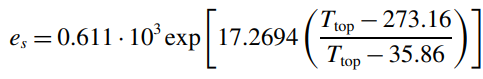 e_s = 0.611 · 10^3 exp [ 17.2694 ( (T_top − 273.16) / (T_top − 35.86) ) ]